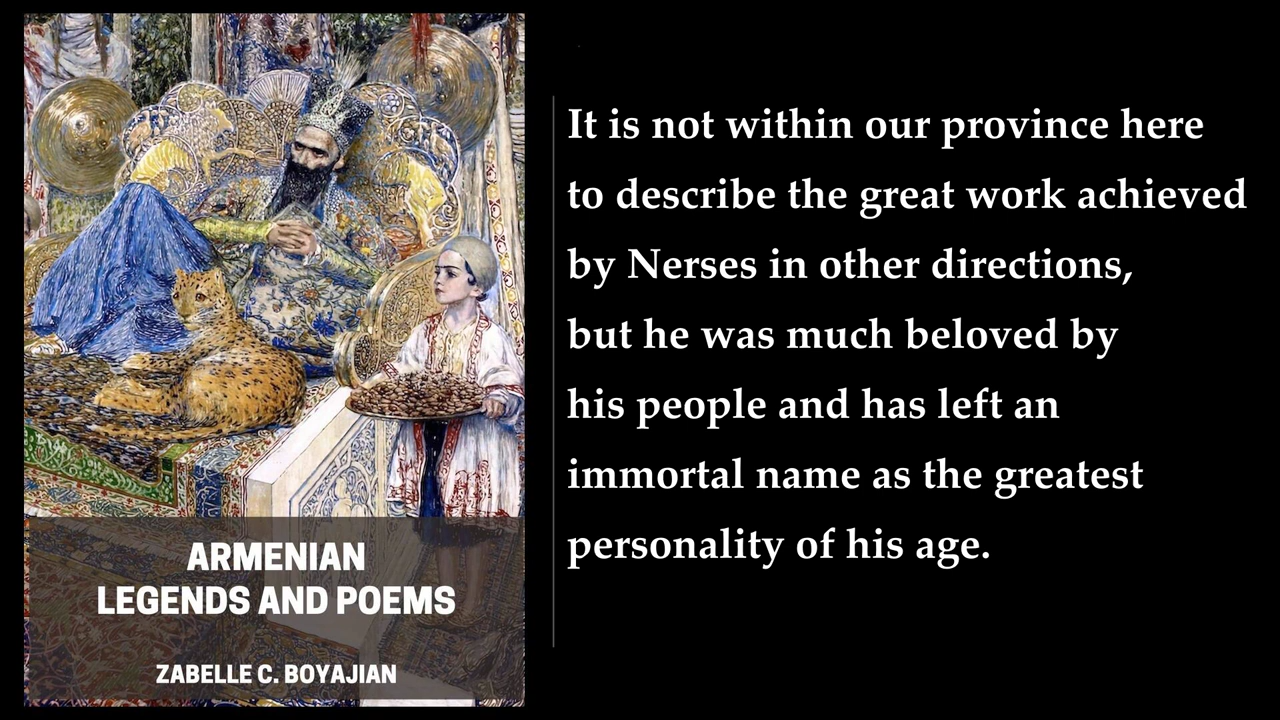 ARMENIAN
LEGENDS AND POEMS
ZABELLE C. BOYAJIAN
It is not within our province here
to describe the great work achieved
by Nerses in other directions,
but he was much beloved by
his people and has left an
immortal name as the greatest
personality of his age.